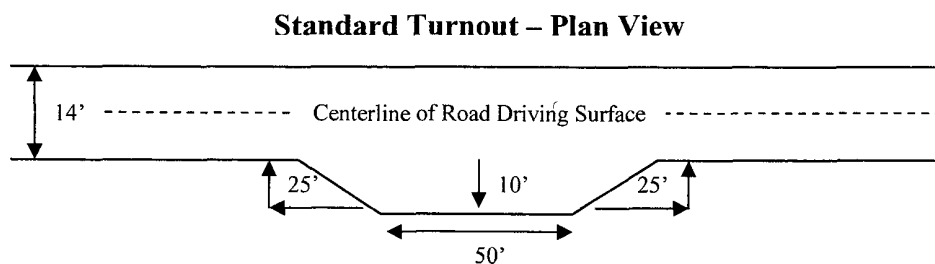 Standard Turnout – Plan View
14’
Centerline of Road Driving Surface
25’
10’
25’
50’